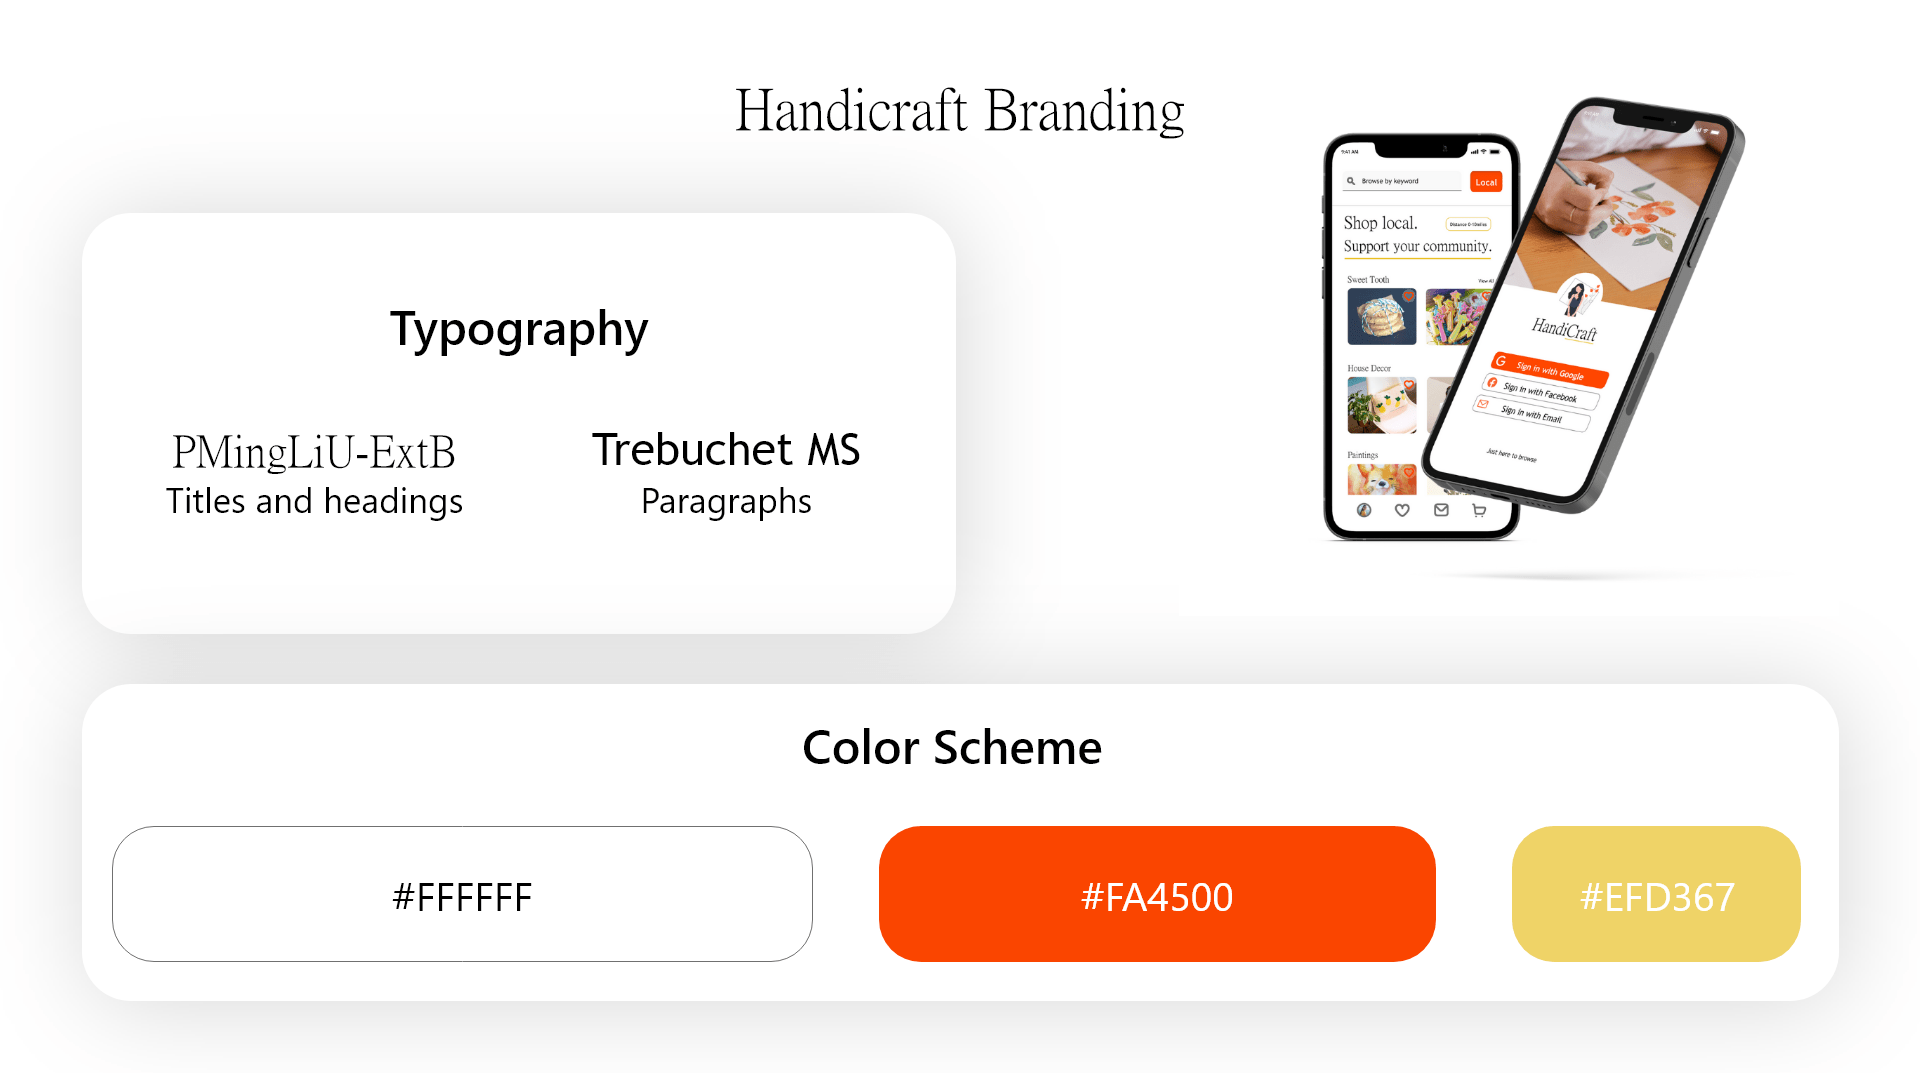 Handicraft Branding
Typography
PMingLiU-ExtB
Titles and headings
Trebuchet MS
Paragraphs
9:41 AM
Browse by keyword
Local
Shop local.
Distance 0-10miles
Support your community.
Sweet Tooth
View All
House Decor
Paintings
HandiCraft
Sign in with Google
Sign in with Facebook
Sign in with Email
Just here to browse
Color Scheme
#FFFFFF
#FA4500
#EFD367